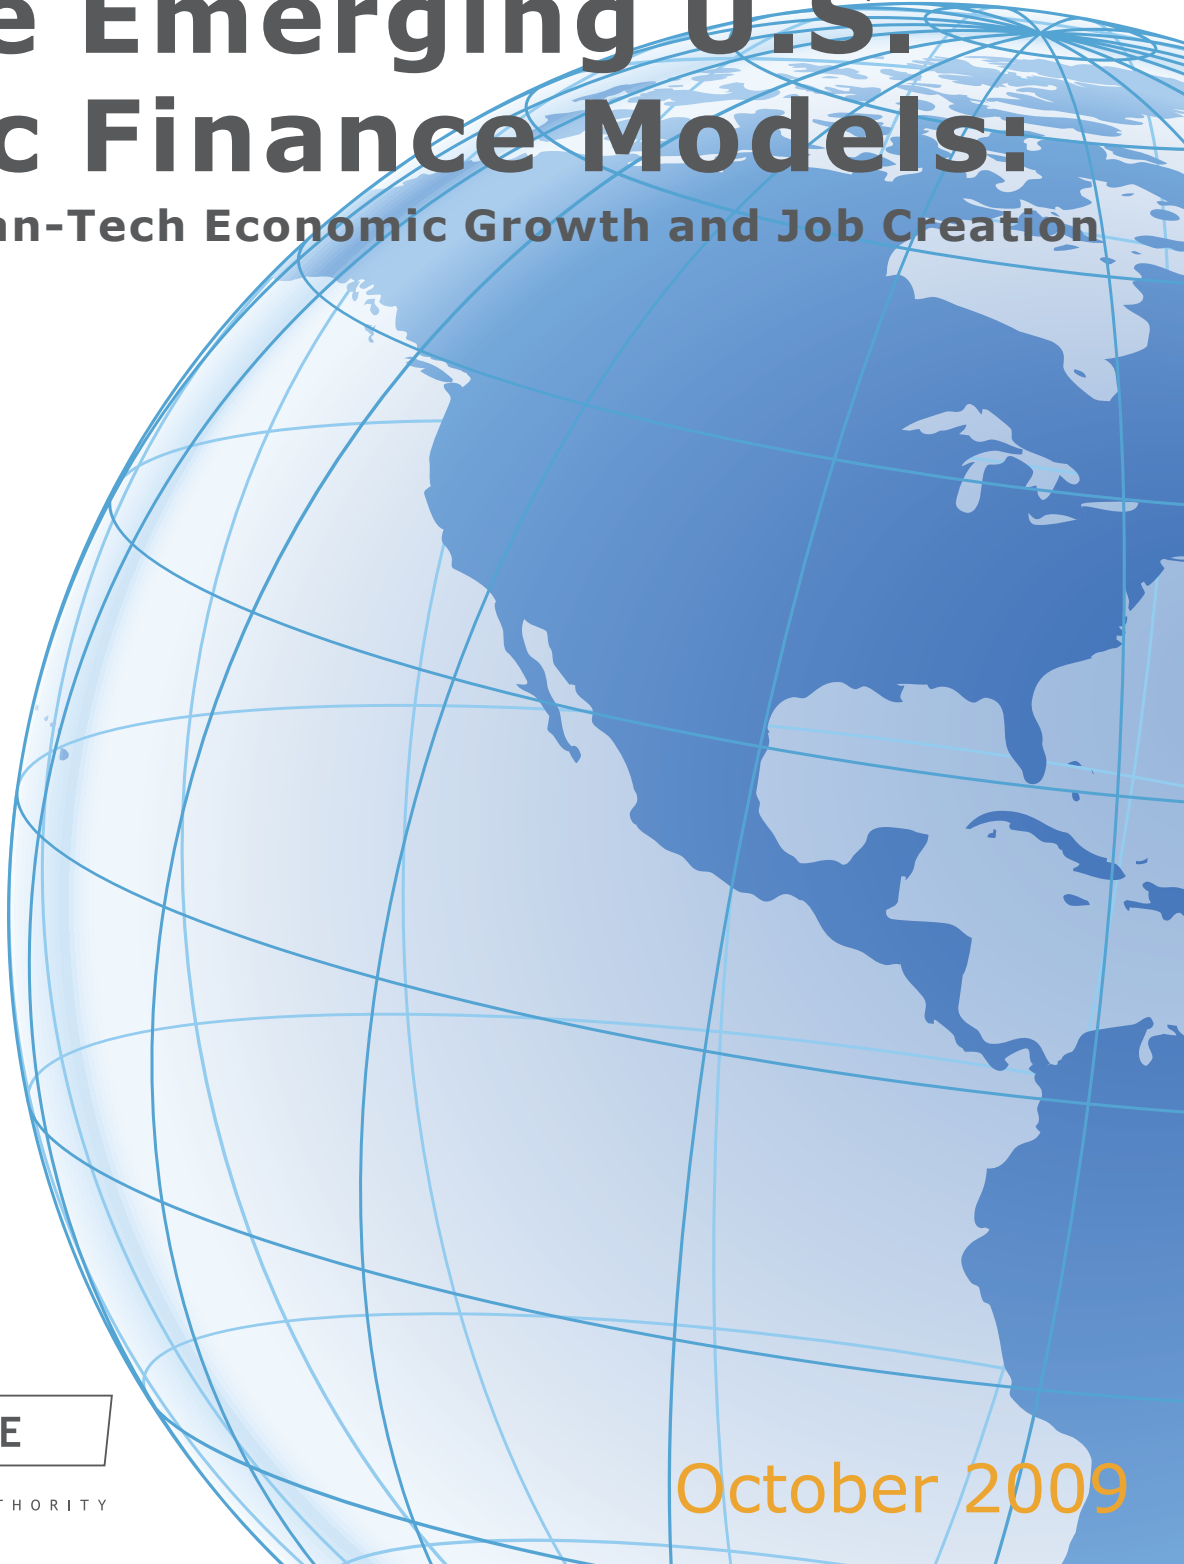 e Emerging U.S.
c Finance Models:
an-Tech Economic Growth and Job Creation
E
THORITY
October 2009